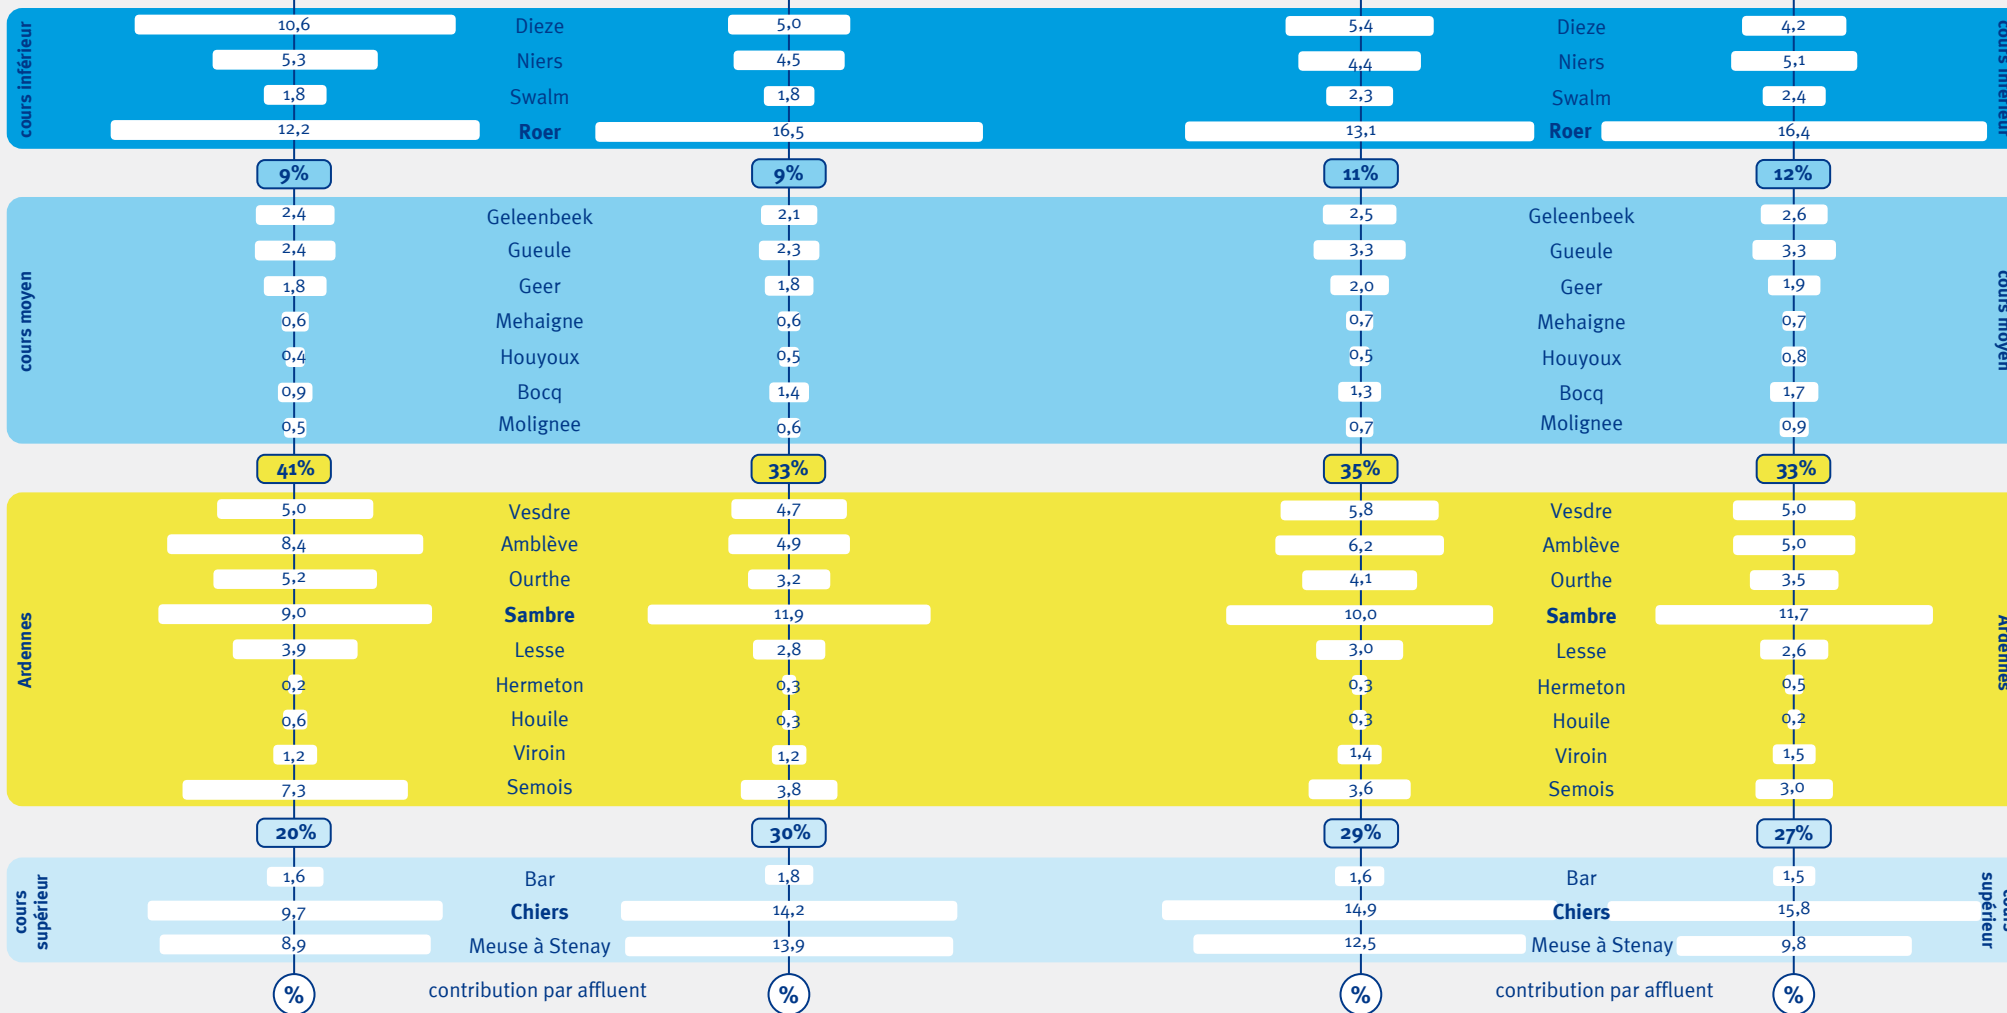 cours inférieur
10,6 Dieze 5,0 5,4 Dieze 4,2
5,3 Niers 4,5 4,4 Niers 5,1
1,8 Swalm 1,8 2,3 Swalm 2,4
12,2 Roer 16,5 13,1 Roer 16,4
cours inférieur
9% 9% 11% 12%
cours moyen
2,4 Geleenbeek 2,1 2,5 Geleenbeek 2,6
2,4 Gueule 2,3 3,3 Gueule 3,3
1,8 Geer 1,8 2,0 Geer 1,9
0,6 Mehaigne 0,6 0,7 Mehaigne 0,7
0,4 Houyoux 0,5 0,5 Houyoux 0,8
0,9 Bocq 1,4 1,3 Bocq 1,7
0,5 Molignee 0,6 0,7 Molignee 0,9
cours moyen
41% 33% 35% 33%
Ardennes
5,0 Vesdre 4,7 5,8 Vesdre 5,0
8,4 Amblève 4,9 6,2 Amblève 5,0
5,2 Ourthe 3,2 4,1 Ourthe 3,5
9,0 Sambre 11,9 10,0 Sambre 11,7
3,9 Lesse 2,8 3,0 Lesse 2,6
0,2 Hermeton 0,3 0,3 Hermeton 0,5
0,6 Houile 0,3 0,3 Houile 0,2
1,2 Viroin 1,2 1,4 Viroin 1,5
7,3 Semois 3,8 3,6 Semois 3,0
Ardennes
20% 30% 29% 27%
cours
supérieur
1,6 Bar 1,8 1,6 Bar 1,5
9,7 Chiers 14,2 14,9 Chiers 15,8
8,9 Meuse à Stenay 13,9 12,5 Meuse à Stenay 9,8
cours
supérieur
% contribution par affluent % % contribution par affluent %